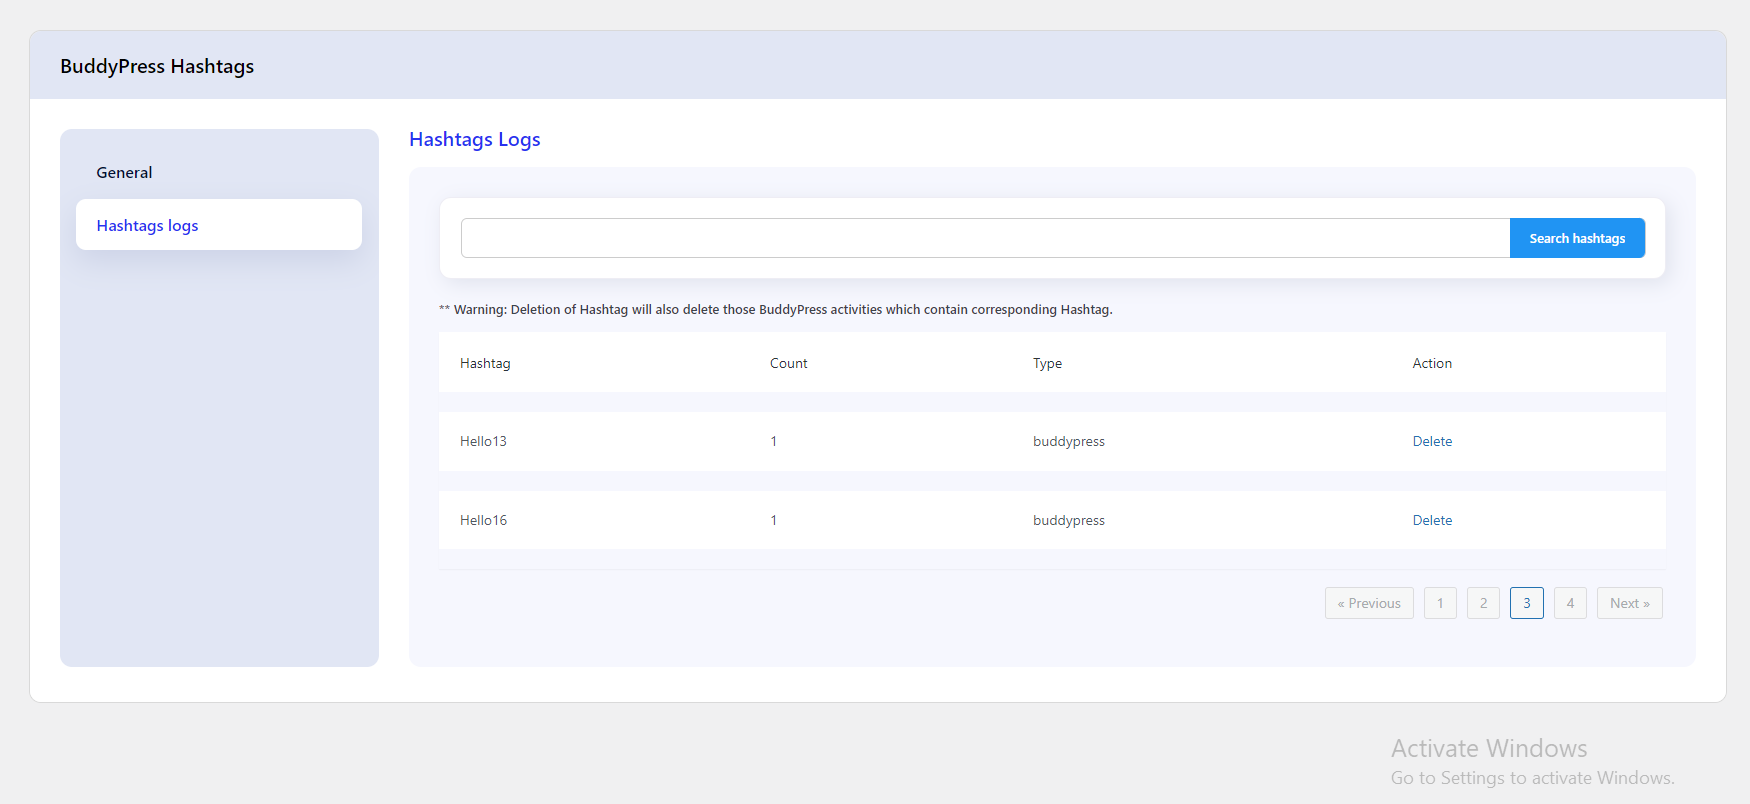 BuddyPress Hashtags
General
Hashtags logs
Hashtags Logs
Search hashtags
** Warning: Deletion of Hashtag will also delete those BuddyPress activities which contain corresponding Hashtag.
Hashtag Count Type Action
Hello13 1 buddypress Delete
Hello16 1 buddypress Delete
« Previous 1 2 3 4 Next »
Activate Windows
Go to Settings to activate Windows.